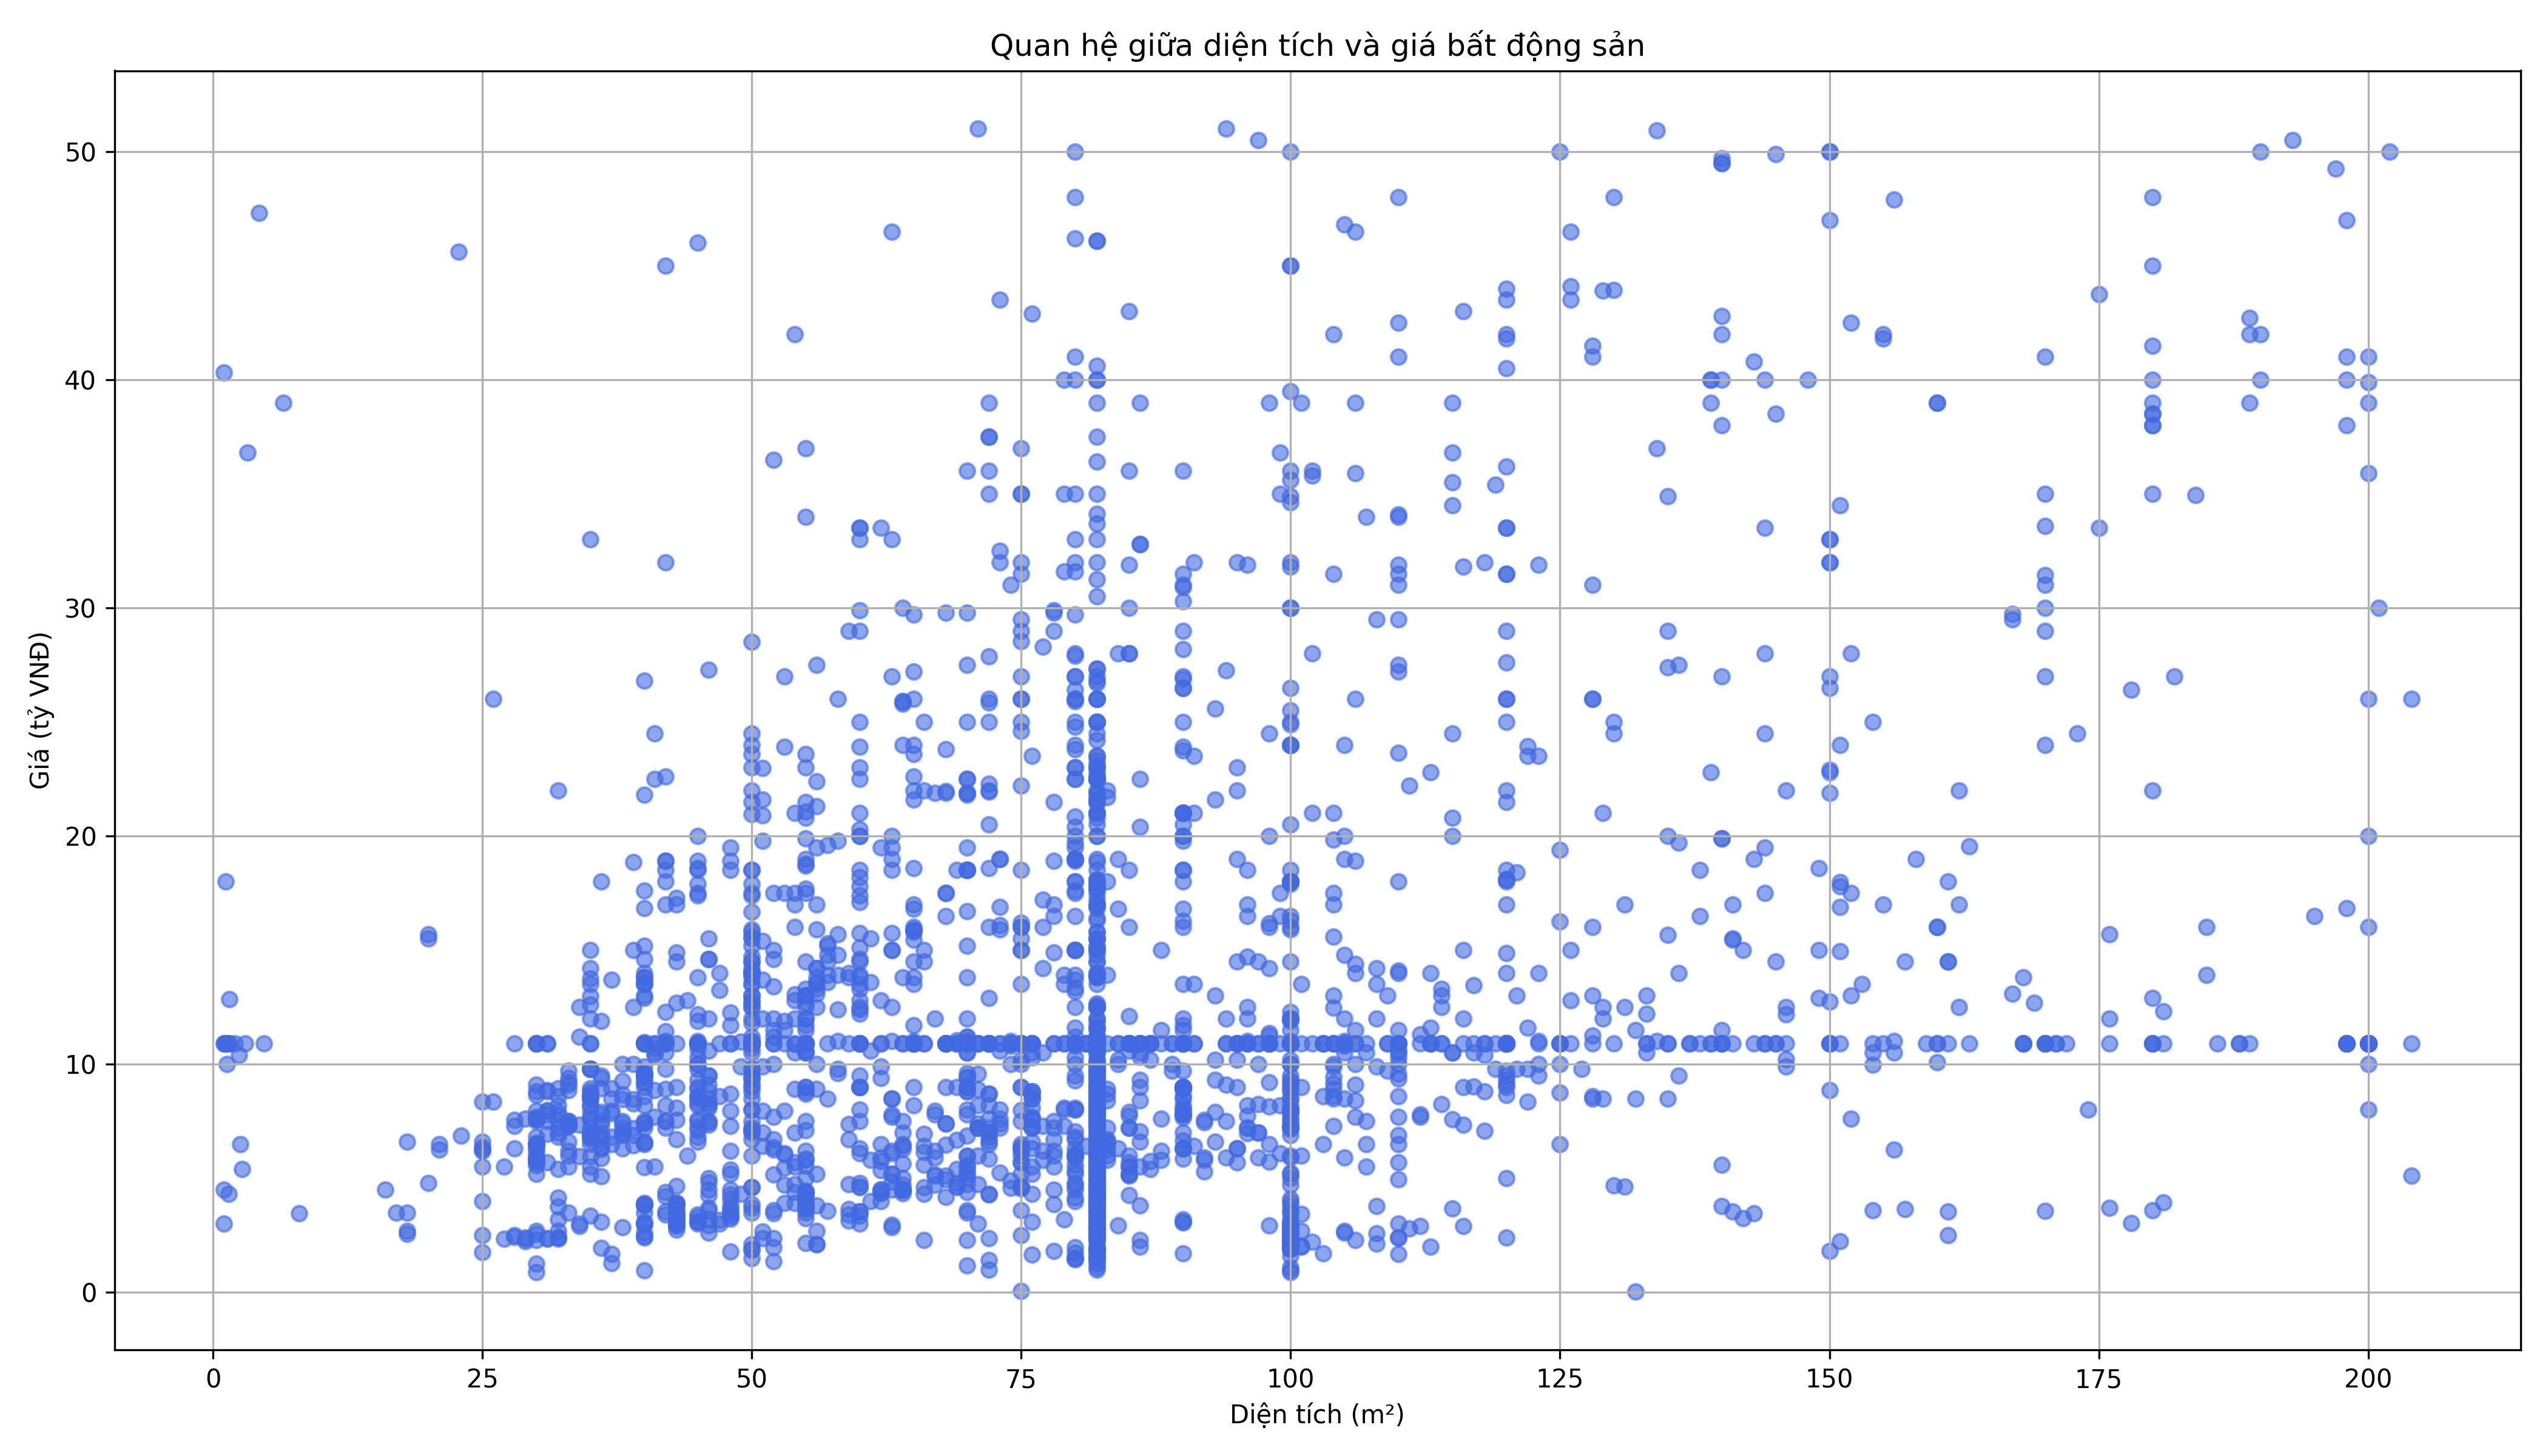 Quan hệ giữa diện tích và giá bất động sản
Giá (tỷ VNĐ)
50
40
30
20
10
0
0 25 50 75 100 125 150 175 200
Diện tích (m²)